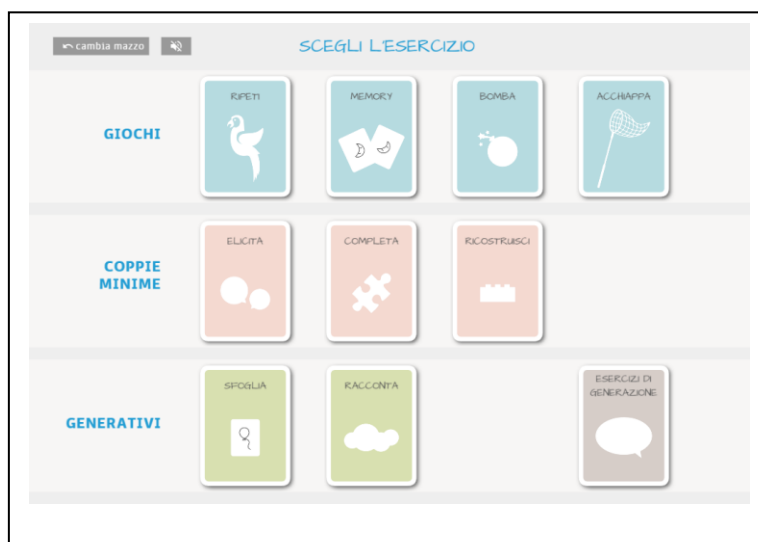 cambia mazzo
SCEGLI L'ESERCIZIO
GIOCHI
RIPETI
MEMORY
BOMBA
ACCHIAPPA
COPPIE
MINIME
ELICITA
COMPLETA
RICOSTRUISCI
GENERATIVI
SFOGLIA
RACCONTA
ESERCIZI DI
GENERAZIONE